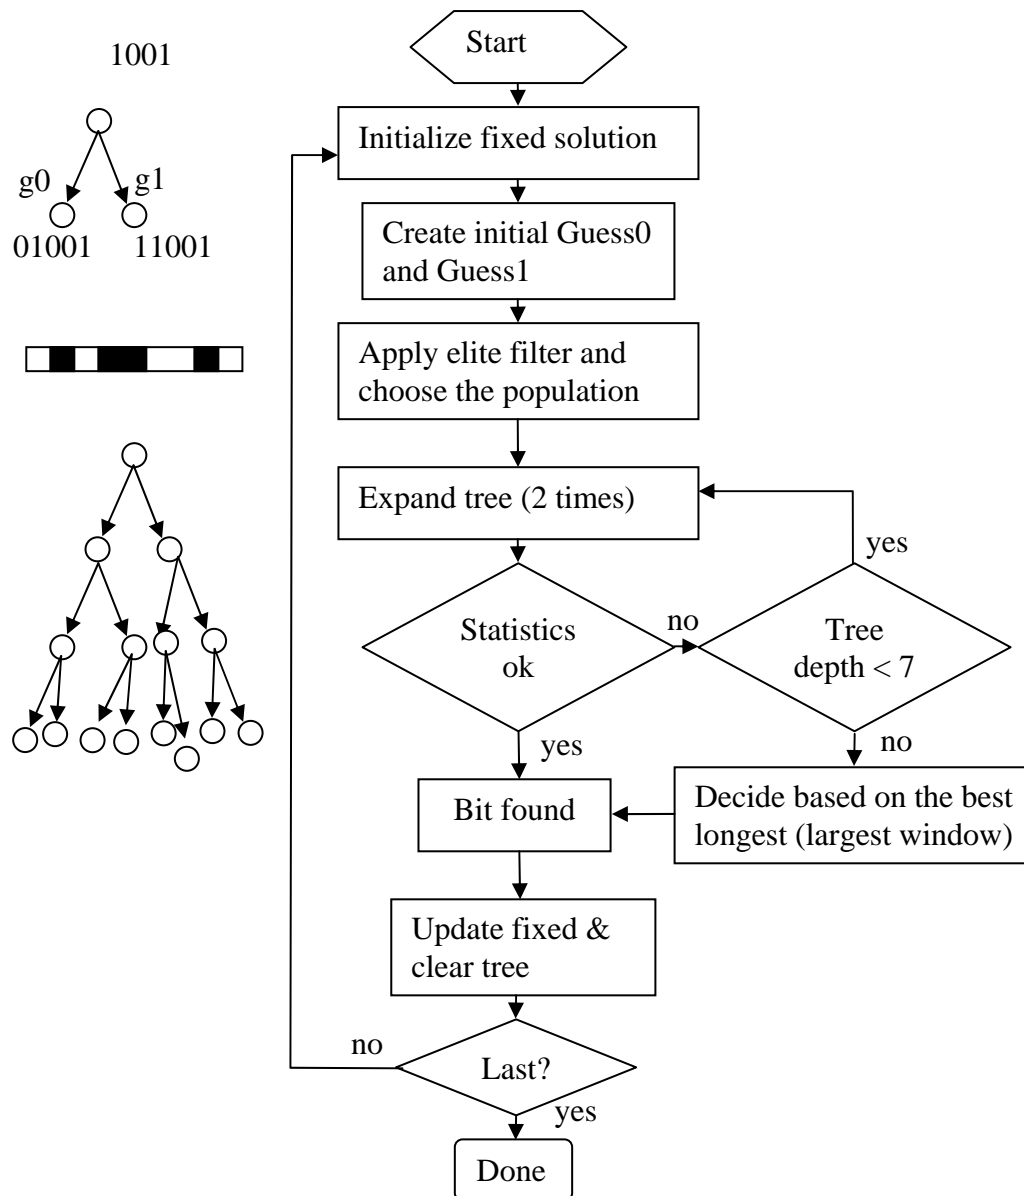 1001
g0
g1
01001
11001
Start
Initialize fixed solution
Create initial Guess0
and Guess1
Apply elite filter and
choose the population
Expand tree (2 times)
yes
Statistics
ok
no
Tree
depth < 7
yes
no
Bit found
Decide based on the best
longest (largest window)
Update fixed &
clear tree
no
Last?
yes
Done